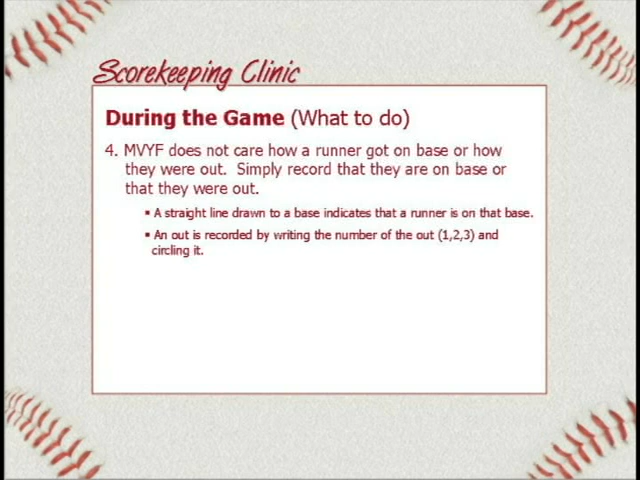 Scorekeeping Clinic
During the Game (What to do)
4. MVYF does not care how a runner got on base or how
they were out.  Simply record that they are on base or
that they were out.
▪ A straight line drawn to a base indicates that a runner is on that base.
▪ An out is recorded by writing the number of the out (1,2,3) and
circling it.